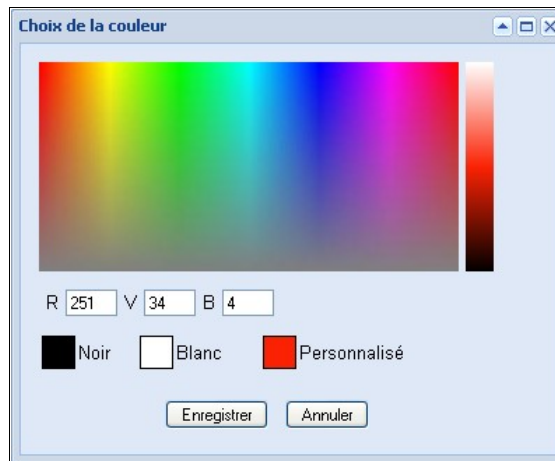 Choix de la couleur
R 251 V 34 B 4
Noir Blanc Personnalisé
Enregistrer Annuler